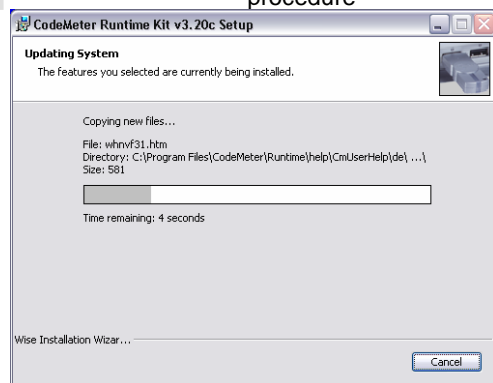 procedure
CodeMeter Runtime Kit v3.20c Setup
Updating System
The features you selected are currently being installed.
Copying new files...
File: whnvf31.htm
Directory: C:\Program Files\CodeMeter\Runtime\help\CmUserHelp\de\ ...\
Size: 581
Time remaining: 4 seconds
Wise Installation Wizar...
Cancel